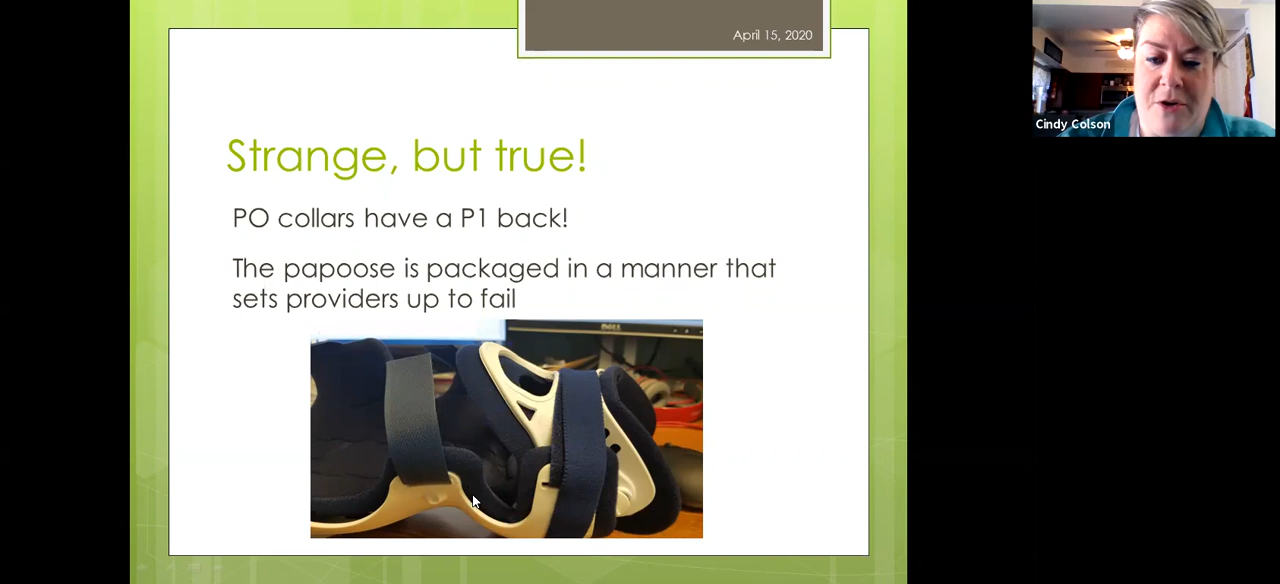 April 15, 2020
Cindy Colson
Strange, but true!
PO collars have a P1 back!
The papoose is packaged in a manner that
sets providers up to fail
DELL